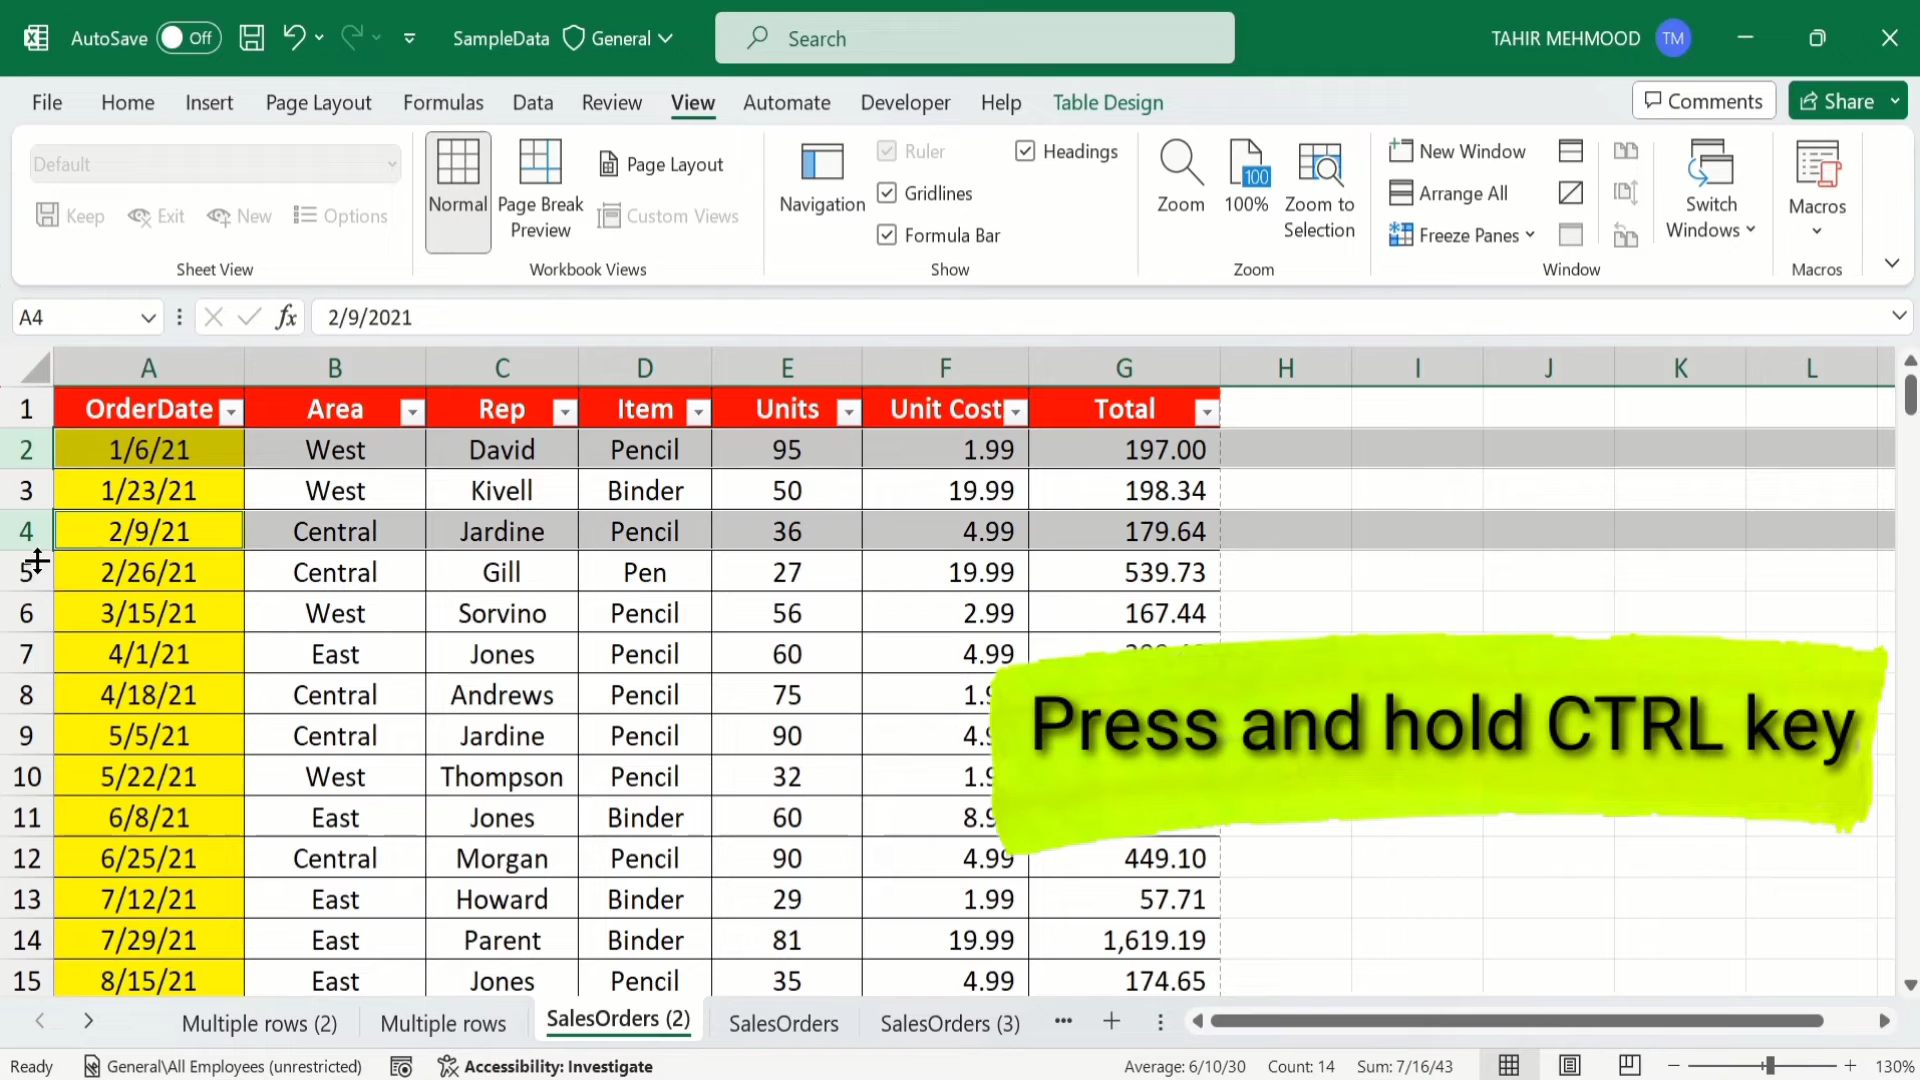 AutoSave Off SampleData General Search TAHIR MEHMOOD TM
File Home Insert Page Layout Formulas Data Review View Automate Developer Help Table Design Comments Share
Default
Keep Exit New Options
Sheet View
Normal
Page Break Preview
Page Layout
Custom Views
Workbook Views
Navigation
Ruler
Gridlines
Formula Bar
Headings
Show
Zoom
100
100%
Zoom to Selection
Zoom
New Window
Arrange All
Freeze Panes
Switch Windows
Window
Macros
Macros
A4 fx 2/9/2021
A B C D E F G H I J K L
1 OrderDate Area Rep Item Units Unit Cost Total
2 1/6/21 West David Pencil 95 1.99 197.00
3 1/23/21 West Kivell Binder 50 19.99 198.34
4 2/9/21 Central Jardine Pencil 36 4.99 179.64
5 2/26/21 Central Gill Pen 27 19.99 539.73
6 3/15/21 West Sorvino Pencil 56 2.99 167.44
7 4/1/21 East Jones Pencil 60 4.99
8 4/18/21 Central Andrews Pencil 75
9 5/5/21 Central Jardine Pencil 90
10 5/22/21 West Thompson Pencil 32
11 6/8/21 East Jones Binder 60
12 6/25/21 Central Morgan Pencil 90 4.99 449.10
13 7/12/21 East Howard Binder 29 1.99 57.71
14 7/29/21 East Parent Binder 81 19.99 1,619.19
15 8/15/21 East Jones Pencil 35 4.99 174.65
Press and hold CTRL key
Multiple rows (2) Multiple rows SalesOrders (2) SalesOrders SalesOrders (3)
Ready General\All Employees (unrestricted) Accessibility: Investigate Average: 6/10/30 Count: 14 Sum: 7/16/43 130%